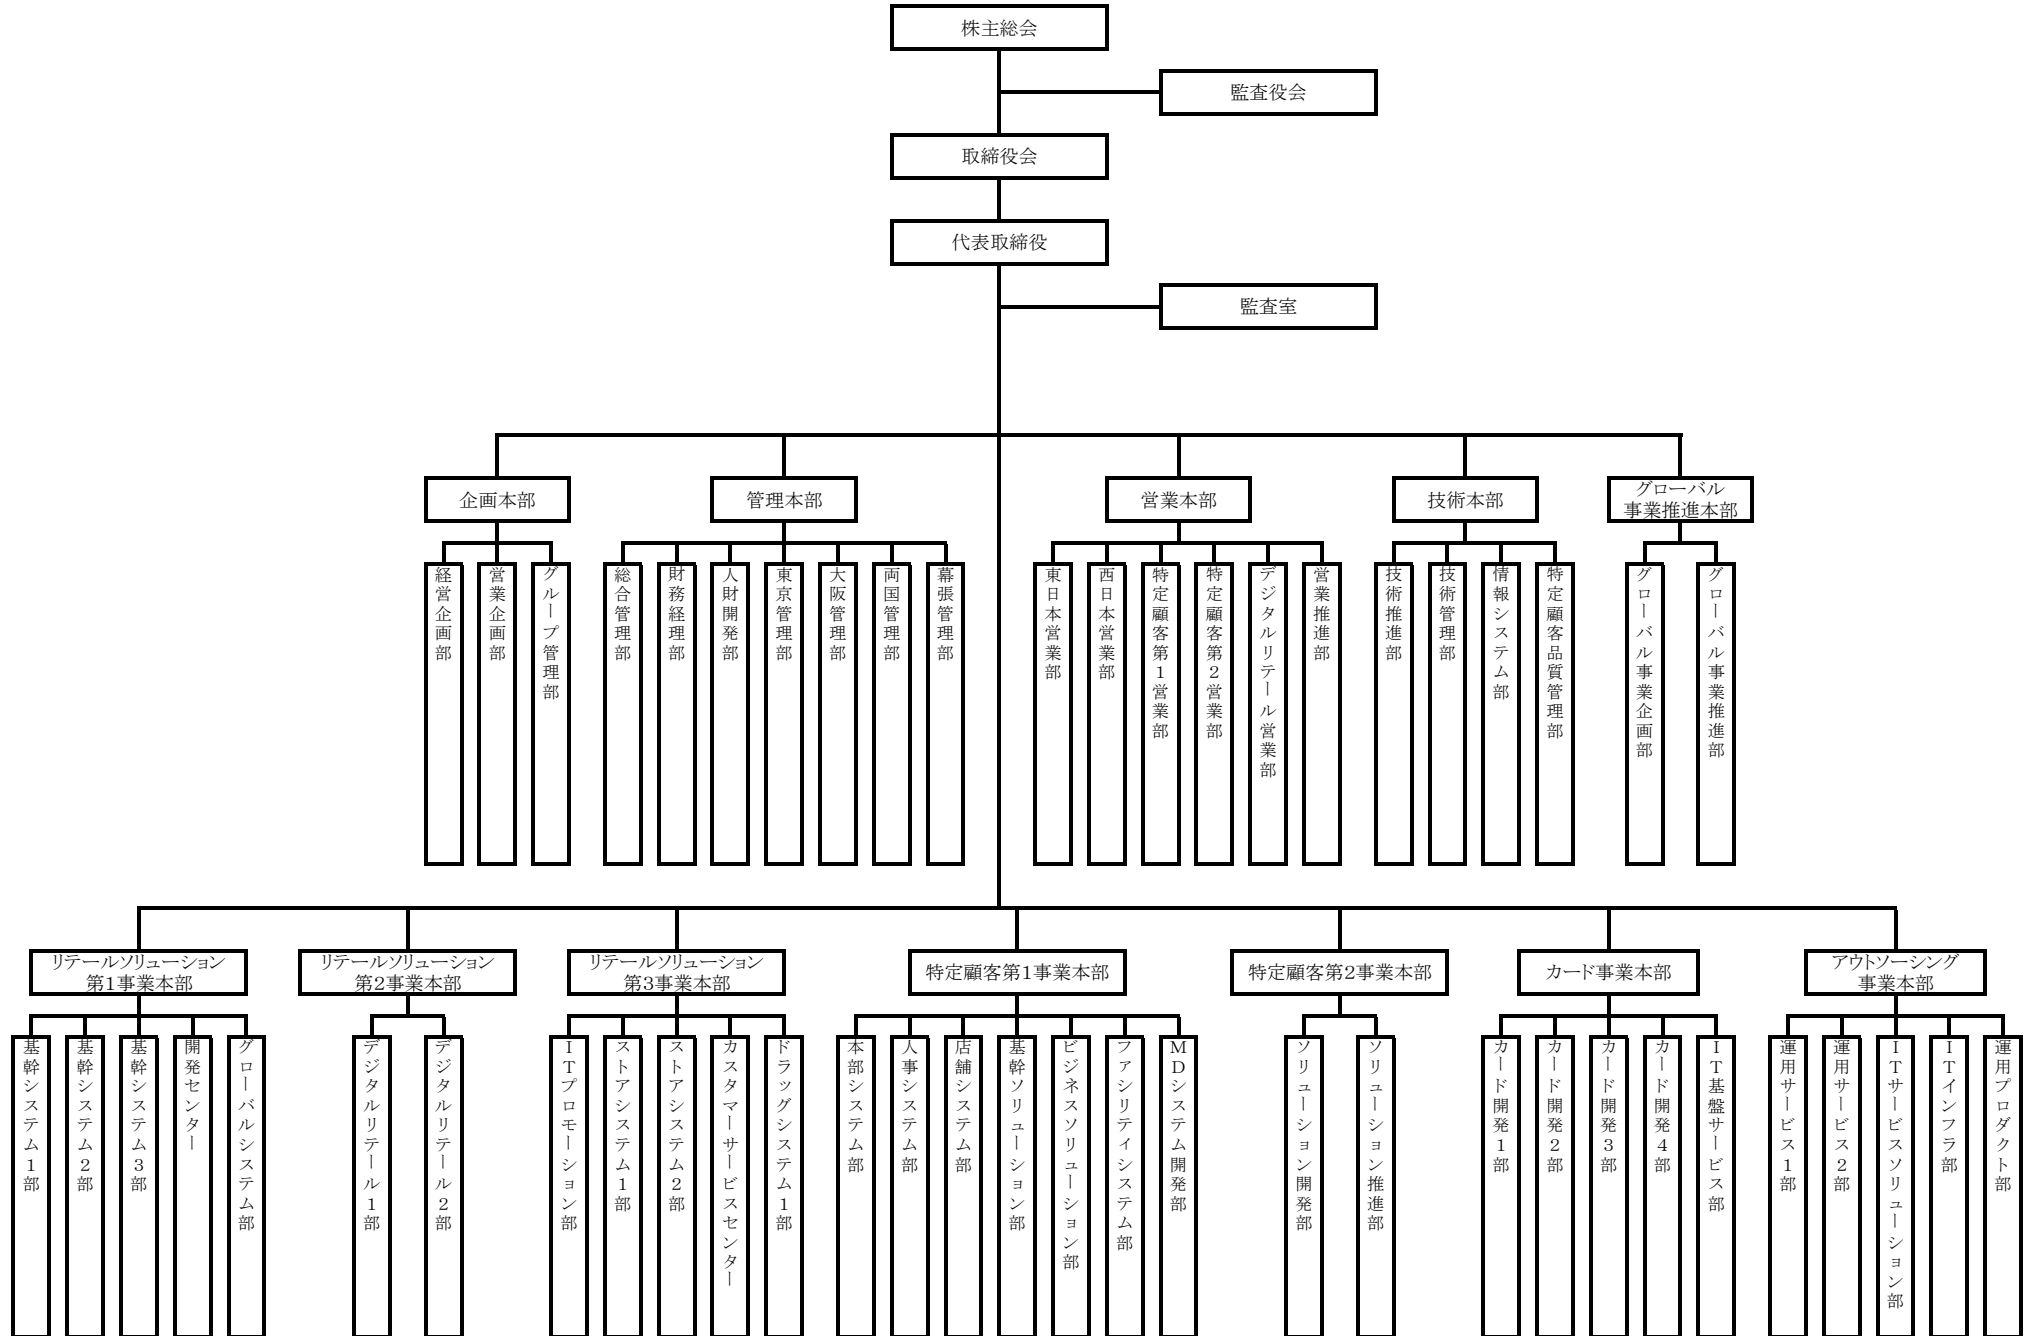 株主総会
監査役会
取締役会
代表取締役
監査室
企画本部
管理本部
営業本部
技術本部
グローバル
事業推進本部
経営企画部
営業企画部
グループ管理部
総合管理部
財務経理部
人財開発部
東京管理部
大阪管理部
両国管理部
幕張管理部
東日本営業部
西日本営業部
特定顧客第1営業部
特定顧客第2営業部
デジタルリテール営業部
営業推進部
技術推進部
技術管理部
情報システム部
特定顧客品質管理部
グローバル事業企画部
グローバル事業推進部
リテールソリューション
第1事業本部
リテールソリューション
第2事業本部
リテールソリューション
第3事業本部
特定顧客第1事業本部
特定顧客第2事業本部
カード事業本部
アウトソーシング
事業本部
基幹システム1部
基幹システム2部
基幹システム3部
開発センター
グローバルシステム部
デジタルリテール1部
デジタルリテール2部
ITプロモーション部
ストアシステム1部
ストアシステム2部
カスタマーサービスセンター
ドラッグシステム1部
本部システム部
人事システム部
店舗システム部
基幹ソリューション部
ビジネスソリューション部
ファシリティシステム部
MDシステム開発部
ソリューション開発部
ソリューション推進部
カード開発1部
カード開発2部
カード開発3部
カード開発4部
IT基盤サービス部
運用サービス1部
運用サービス2部
ITサービスソリューション部
ITインフラ部
運用プロダクト部